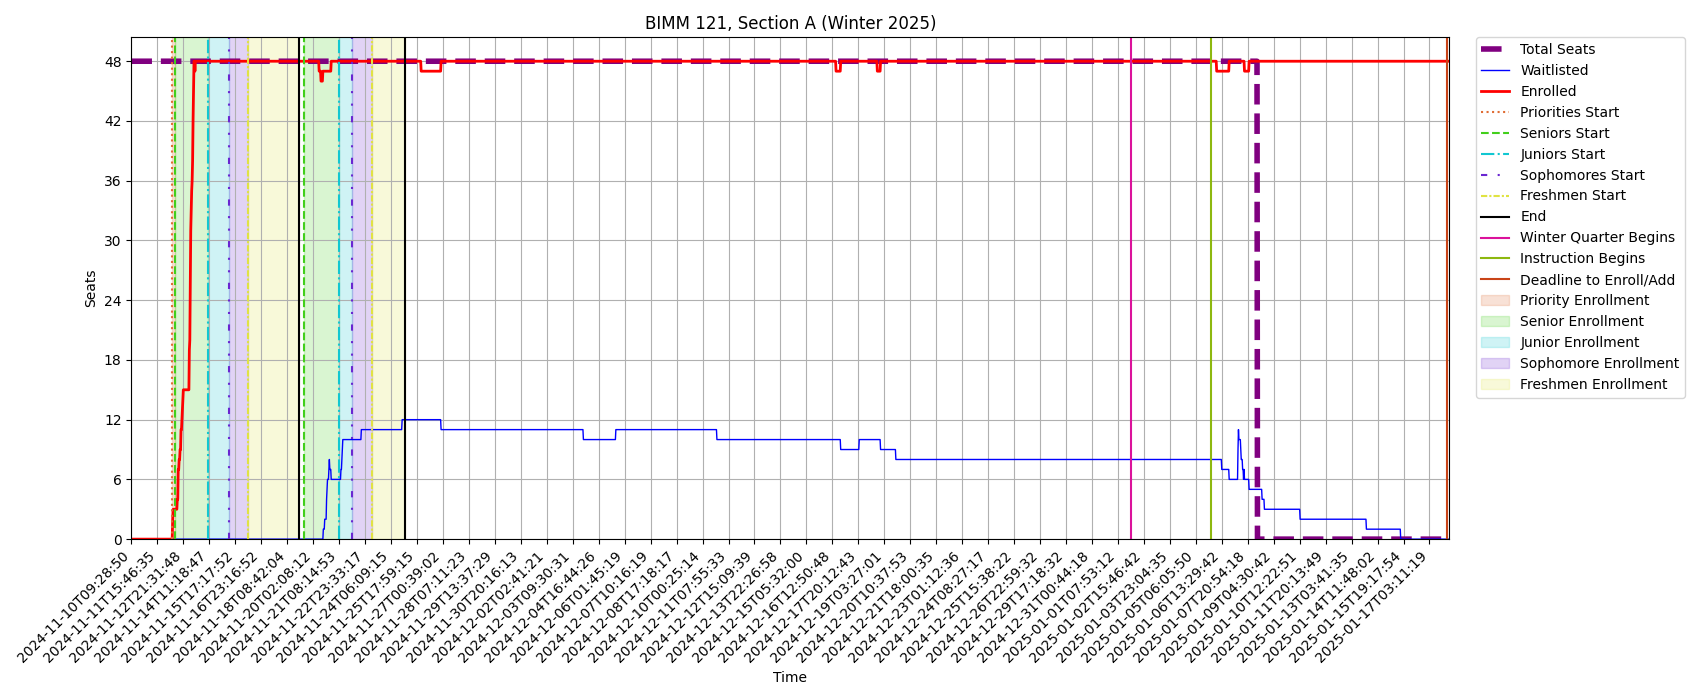 BIMM 121, Section A (Winter 2025)
Seats
48
42
36
30
24
18
12
6
0
2024-11-10T09:28:50
2024-11-11T15:46:35
2024-11-12T21:31:48
2024-11-14T11:18:47
2024-11-15T17:17:52
2024-11-16T23:16:52
2024-11-18T08:42:04
2024-11-20T02:08:12
2024-11-21T08:14:53
2024-11-22T23:33:17
2024-11-24T06:09:15
2024-11-25T17:59:15
2024-11-27T00:39:02
2024-11-28T07:11:23
2024-11-29T13:37:29
2024-11-30T20:16:13
2024-12-02T02:41:21
2024-12-03T09:30:31
2024-12-04T16:44:26
2024-12-06T01:45:19
2024-12-07T10:16:19
2024-12-08T17:18:17
2024-12-10T00:25:14
2024-12-11T07:55:33
2024-12-12T15:09:39
2024-12-13T22:26:58
2024-12-15T05:32:00
2024-12-16T12:50:48
2024-12-17T20:12:43
2024-12-19T03:27:01
2024-12-20T10:37:53
2024-12-21T18:00:35
2024-12-23T01:12:36
2024-12-24T08:27:17
2024-12-25T15:38:22
2024-12-26T22:59:32
2024-12-29T17:18:32
2024-12-31T00:44:18
2025-01-01T07:53:12
2025-01-02T15:46:42
2025-01-03T23:04:35
2025-01-05T06:05:50
2025-01-06T13:29:42
2025-01-07T20:54:18
2025-01-09T04:30:42
2025-01-10T12:22:51
2025-01-11T20:13:49
2025-01-13T03:41:35
2025-01-14T11:48:02
2025-01-15T19:17:54
2025-01-17T03:11:19
Time
Total Seats
Waitlisted
Enrolled
Priorities Start
Seniors Start
Juniors Start
Sophomores Start
Freshmen Start
End
Winter Quarter Begins
Instruction Begins
Deadline to Enroll/Add
Priority Enrollment
Senior Enrollment
Junior Enrollment
Sophomore Enrollment
Freshmen Enrollment